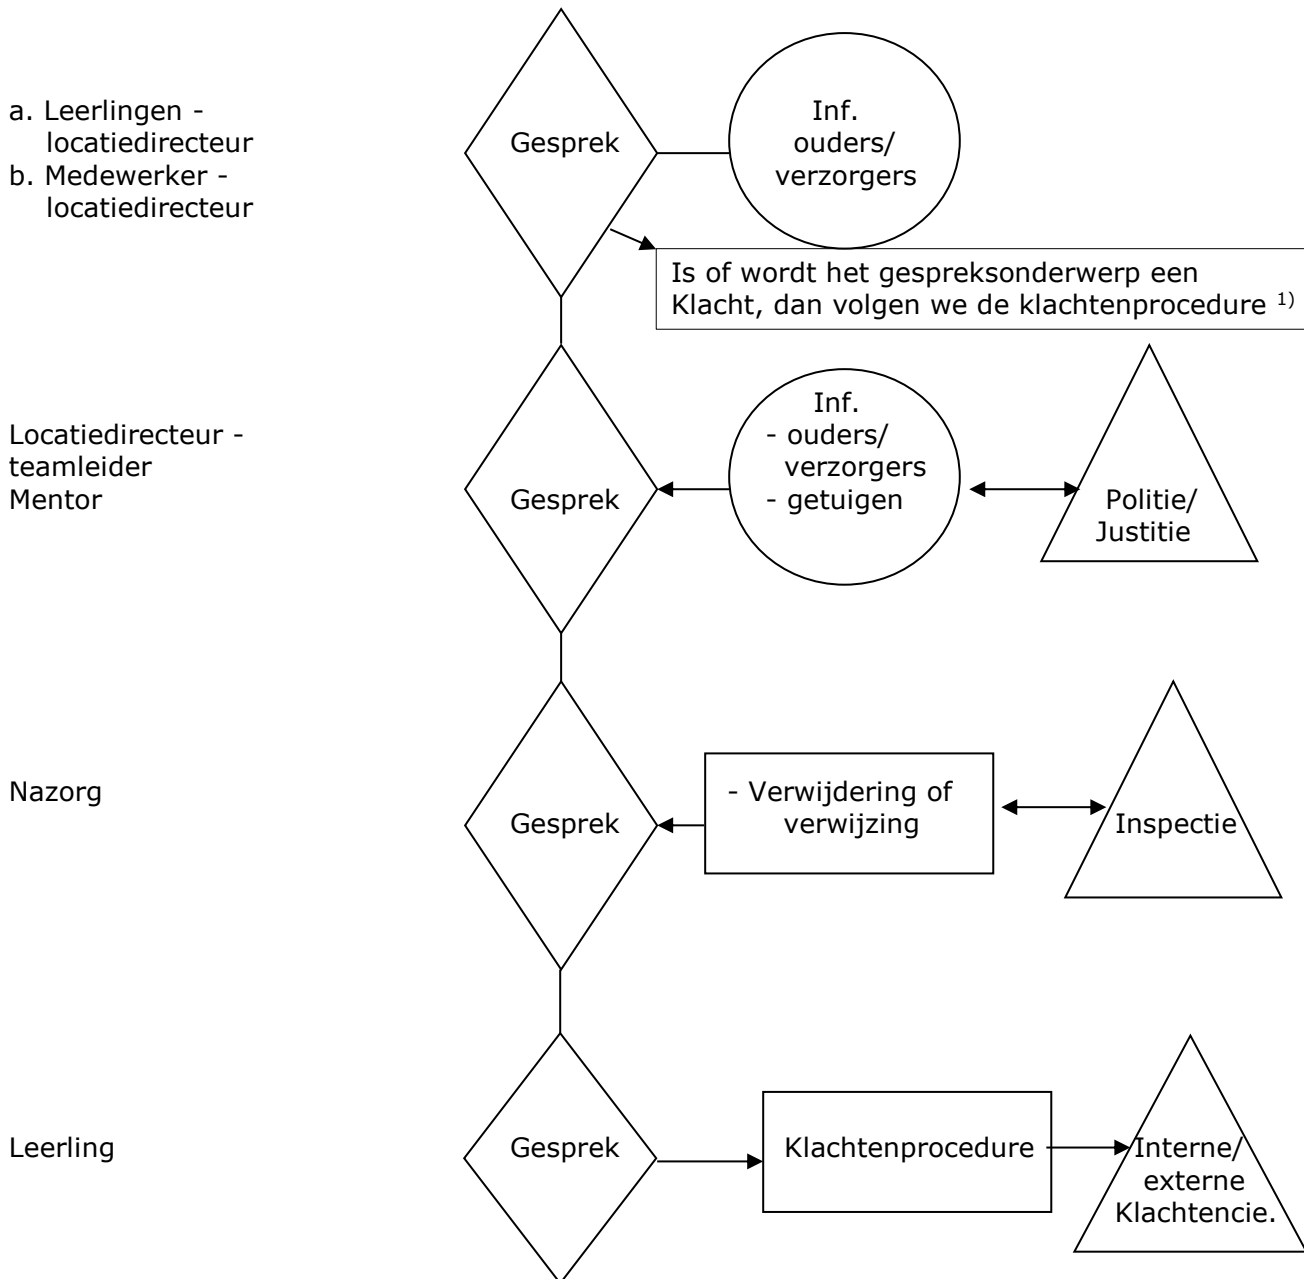 a. Leerlingen -
locatiedirecteur
b. Medewerker -
locatiedirecteur
Gesprek
Inf.
ouders/
verzorgers
Is of wordt het gespreksonderwerp een
Klacht, dan volgen we de klachtenprocedure 1)
Locatiedirecteur -
teamleider
Mentor
Gesprek
Inf.
- ouders/
verzorgers
- getuigen
Politie/
Justitie
Nazorg
Gesprek
- Verwijdering of
verwijzing
Inspectie
Leerling
Gesprek
Klachtenprocedure
Interne/
externe
Klachtencie.